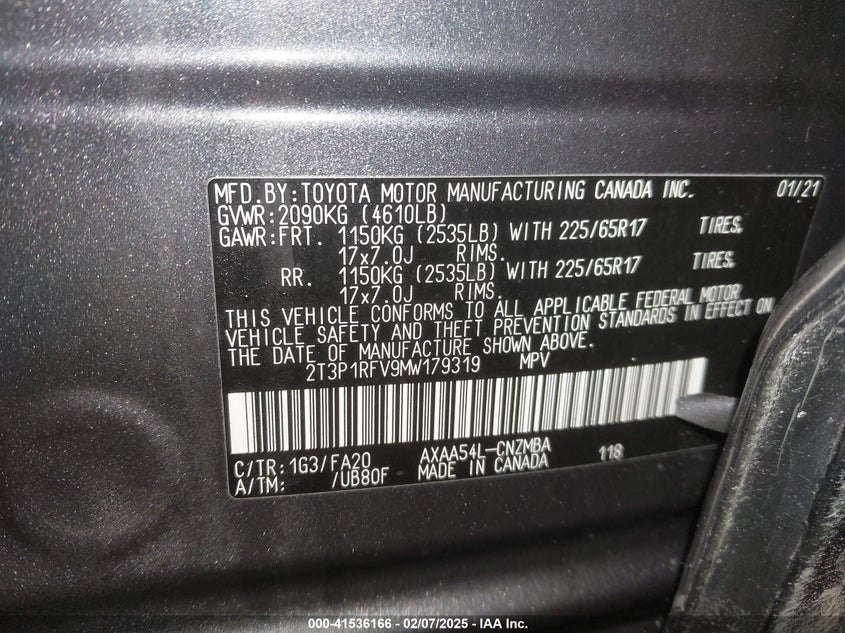 MFD.BY:TOYOTA MOTOR MANUFACTURING CANADA INC. 01/21
GVWR:2090KG (4610LB)
GAWR:FRT. 1150KG (2535LB) WITH 225/65R17 TIRES.
17x7.0J RIMS.
RR. 1150KG (2535LB) WITH 225/65R17 TIRES.
17x7.0J RIMS.
THIS VEHICLE CONFORMS TO ALL APPLICABLE FEDERAL MOTOR
VEHICLE SAFETY AND THEFT PREVENTION STANDARDS IN EFFECT ON
THE DATE OF MANUFACTURE SHOWN ABOVE.
2T3P1RFV9MW179319 MPV
C/TR:1G3/FA20 AXAA54L-CNZMBA 118
A/TM: /UB80F MADE IN CANADA
000-41536166 - 02/07/2025 - IAA Inc.